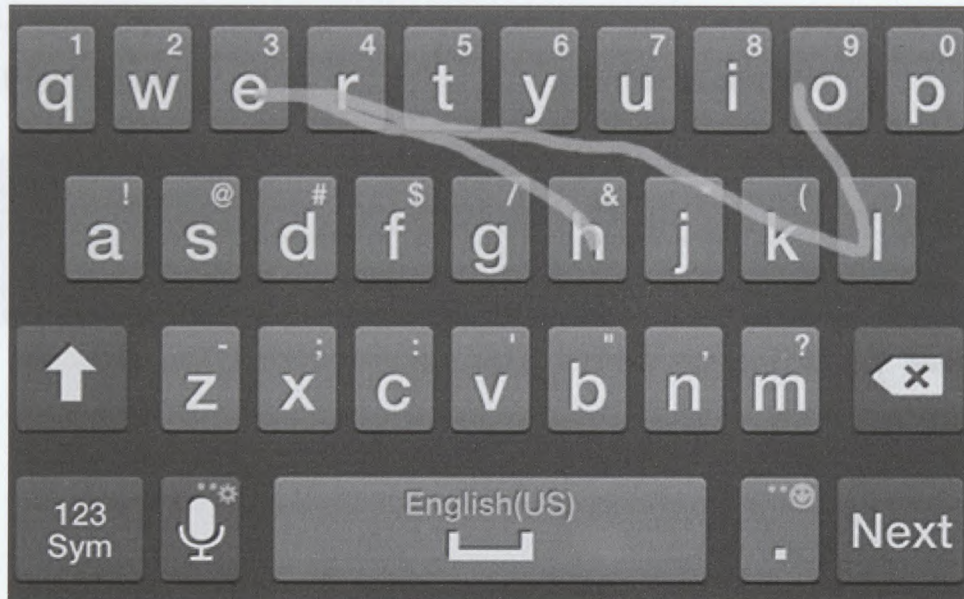 1 2 3 4 5 6 7 8 9 0
q w e r t y u i o p
! @ # $ / & ( )
a s d f g h j k l
- ; : ' " , ?
z x c v b n m
English(US)
123
Sym
.
Next